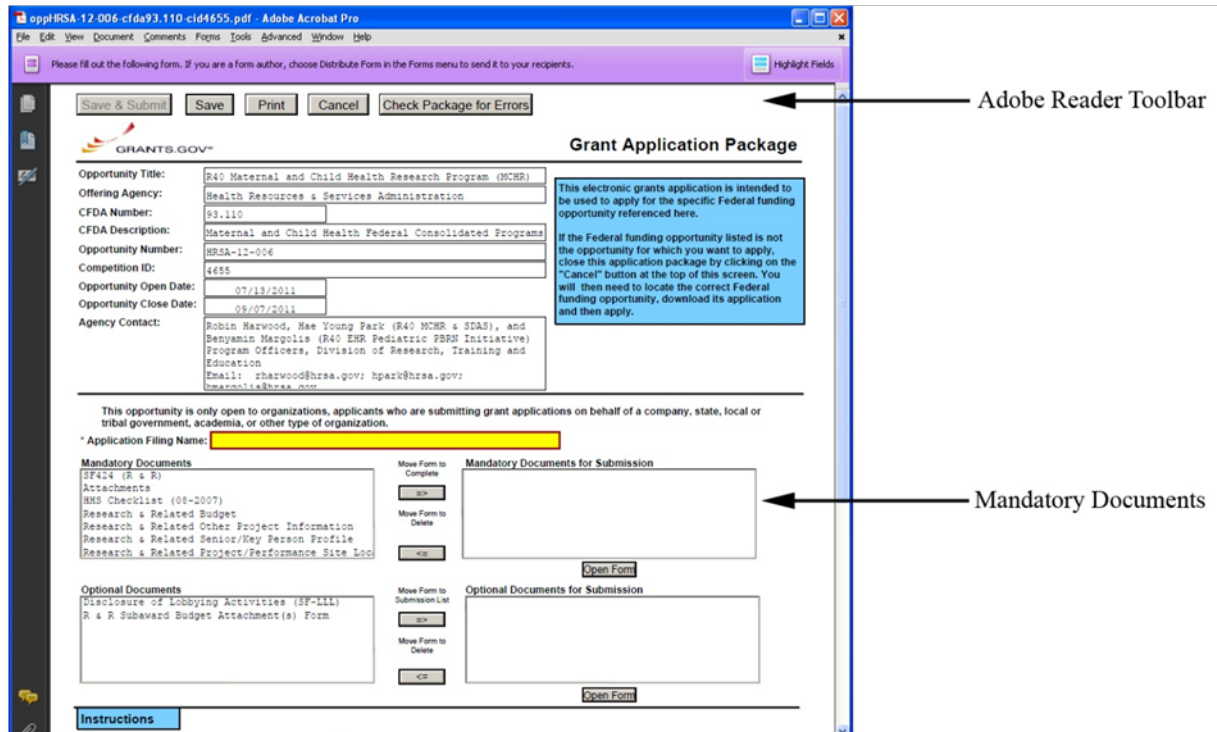 oppHRSA-12-006-cfda93.110-cid4655.pdf - Adobe Acrobat Pro
File Edit View Document Comments Forms Tools Advanced Window Help
Please fill out the following form. If you are a form author, choose Distribute Form in the Forms menu to send it to your recipients.
Highlight Fields
Save & Submit Save Print Cancel Check Package for Errors
Adobe Reader Toolbar
GRANTS.GOV℠
Grant Application Package
Opportunity Title: R40 Maternal and Child Health Research Program (MCHR)
Offering Agency: Health Resources & Services Administration
CFDA Number: 93.110
CFDA Description: Maternal and Child Health Federal Consolidated Programs
Opportunity Number: HRSA-12-006
Competition ID: 4655
Opportunity Open Date: 07/13/2011
Opportunity Close Date: 09/07/2011
Agency Contact: Robin Harwood, Hae Young Park (R40 MCHR & SDAS), and
Benyamin Margolis (R40 EHR Pediatric PBRN Initiative)
Program Officers, Division of Research, Training and
Education
Email: rharwood@hrsa.gov; hpark@hrsa.gov;
bmargolis@hrsa.gov
This electronic grants application is intended to
be used to apply for the specific Federal funding
opportunity referenced here.
If the Federal funding opportunity listed is not
the opportunity for which you want to apply,
close this application package by clicking on the
"Cancel" button at the top of this screen. You
will then need to locate the correct Federal
funding opportunity, download its application
and then apply.
This opportunity is only open to organizations, applicants who are submitting grant applications on behalf of a company, state, local or
tribal government, academia, or other type of organization.
* Application Filing Name:
Mandatory Documents
SF424 (R & R)
Attachments
HHS Checklist (08-2007)
Research & Related Budget
Research & Related Other Project Information
Research & Related Senior/Key Person Profile
Research & Related Project/Performance Site Loc
Move Form to
Complete
=>
Move Form to
Delete
<=
Mandatory Documents for Submission
Open Form
Mandatory Documents
Optional Documents
Disclosure of Lobbying Activities (SF-LLL)
R & R Subaward Budget Attachment(s) Form
Move Form to
Submission List
=>
Move Form to
Delete
<=
Optional Documents for Submission
Open Form
Instructions